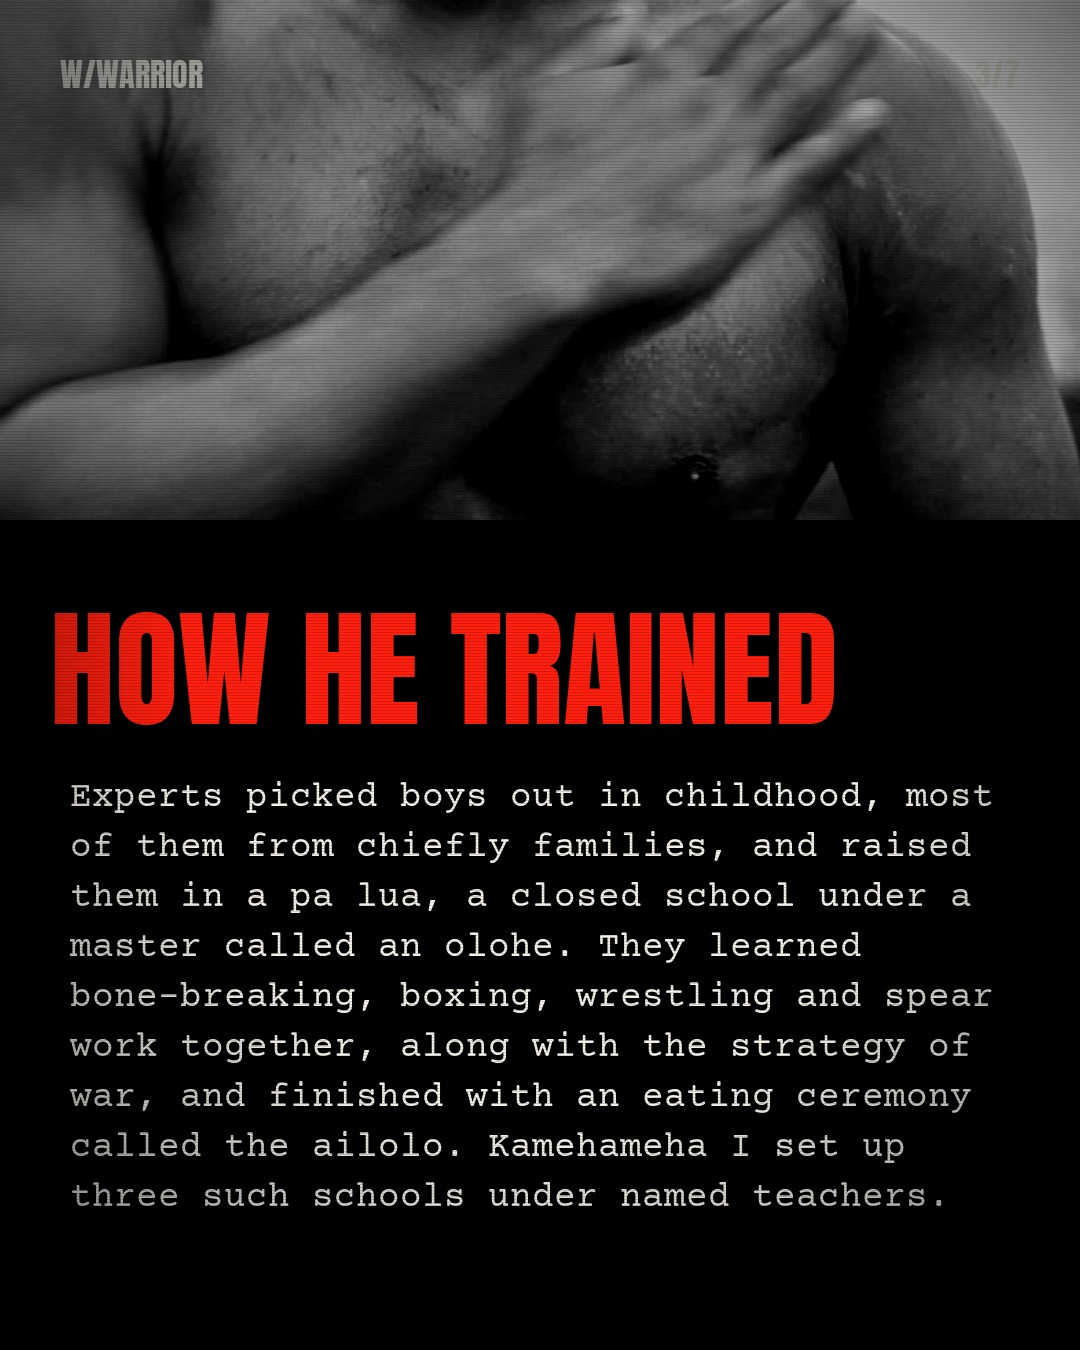 W/WARRIOR
3/7
HOW HE TRAINED
Experts picked boys out in childhood, most
of them from chiefly families, and raised
them in a pa lua, a closed school under a
master called an olohe. They learned
bone-breaking, boxing, wrestling and spear
work together, along with the strategy of
war, and finished with an eating ceremony
called the ailolo. Kamehameha I set up
three such schools under named teachers.